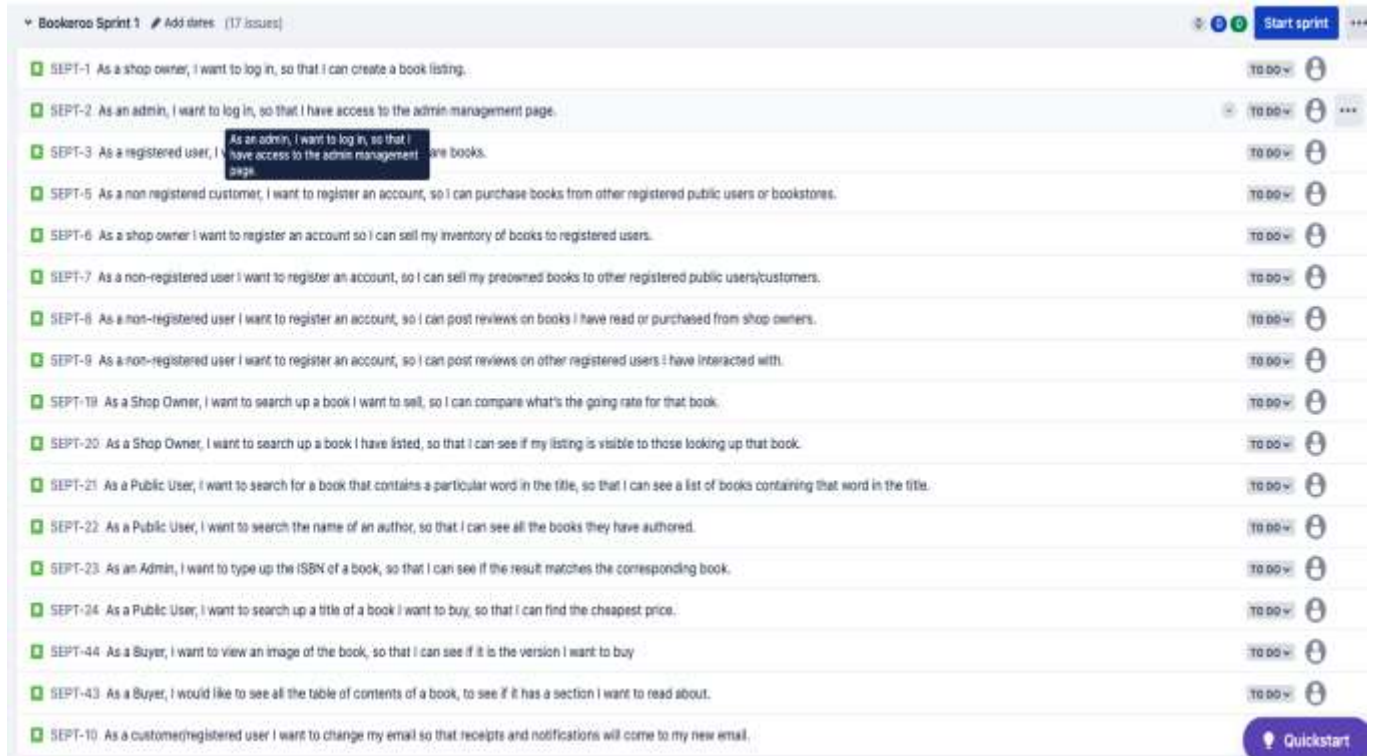 Bookeroo Sprint 1 Add dates (17 issues)
0 0 Start sprint
SEPT-1 As a shop owner, I want to log in, so that I can create a book listing. TO DO
SEPT-2 As an admin, I want to log in, so that I have access to the admin management page. TO DO
As an admin, I want to log in, so that I
have access to the admin management
page.
SEPT-3 As a registered user, I are books. TO DO
SEPT-5 As a non registered customer, I want to register an account, so I can purchase books from other registered public users or bookstores. TO DO
SEPT-6 As a shop owner I want to register an account so I can sell my inventory of books to registered users. TO DO
SEPT-7 As a non-registered user I want to register an account, so I can sell my preowned books to other registered public users/customers. TO DO
SEPT-8 As a non-registered user I want to register an account, so I can post reviews on books I have read or purchased from shop owners. TO DO
SEPT-9 As a non-registered user I want to register an account, so I can post reviews on other registered users I have interacted with. TO DO
SEPT-19 As a Shop Owner, I want to search up a book I want to sell, so I can compare what's the going rate for that book. TO DO
SEPT-20 As a Shop Owner, I want to search up a book I have listed, so that I can see if my listing is visible to those looking up that book. TO DO
SEPT-21 As a Public User, I want to search for a book that contains a particular word in the title, so that I can see a list of books containing that word in the title. TO DO
SEPT-22 As a Public User, I want to search the name of an author, so that I can see all the books they have authored. TO DO
SEPT-23 As an Admin, I want to type up the ISBN of a book, so that I can see if the result matches the corresponding book. TO DO
SEPT-24 As a Public User, I want to search up a title of a book I want to buy, so that I can find the cheapest price. TO DO
SEPT-44 As a Buyer, I want to view an image of the book, so that I can see if it is the version I want to buy TO DO
SEPT-43 As a Buyer, I would like to see all the table of contents of a book, to see if it has a section I want to read about. TO DO
SEPT-10 As a customer/registered user I want to change my email so that receipts and notifications will come to my new email.
Quickstart